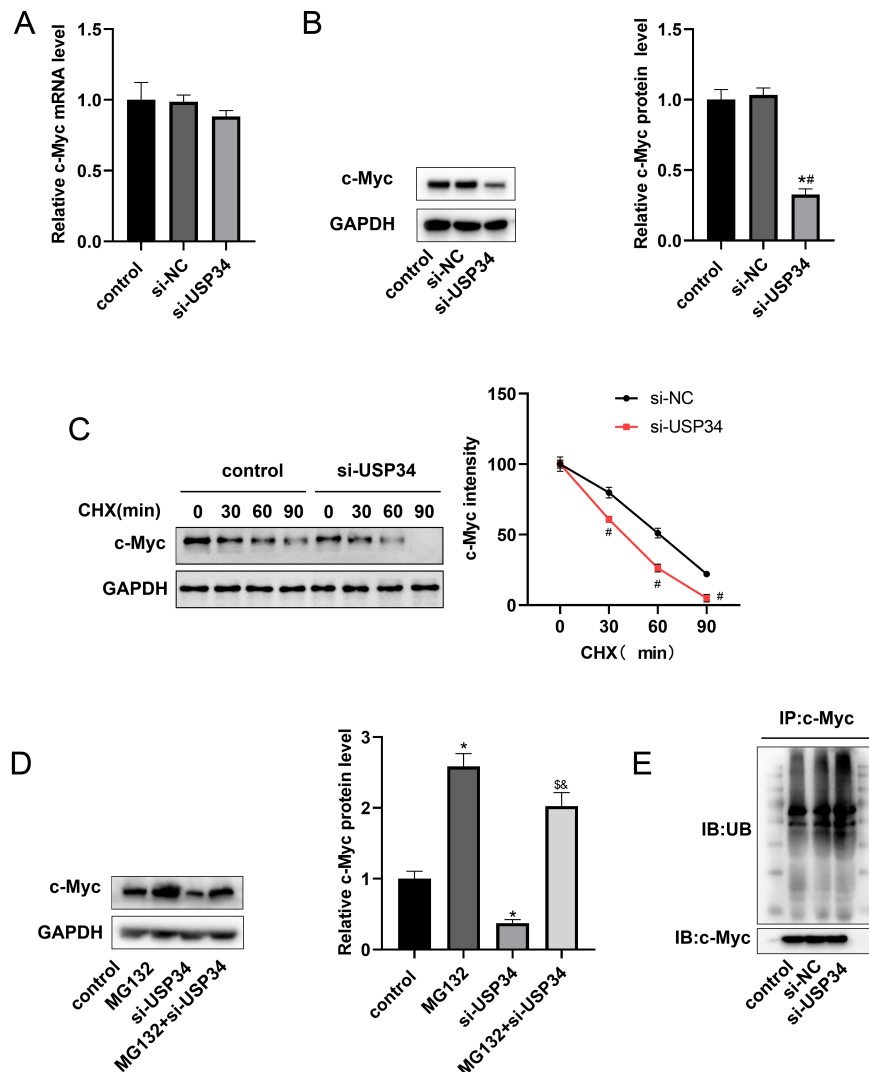 A
Relative c-Myc mRNA level
1.5
1.0
0.5
0.0
control
si-NC
si-USP34
B
c-Myc
GAPDH
control
si-NC
si-USP34
Relative c-Myc protein level
1.5
1.0
0.5
0.0
*#
control
si-NC
si-USP34
C
control si-USP34
CHX(min) 0 30 60 90 0 30 60 90
c-Myc
GAPDH
c-Myc intensity
150
100
50
0
si-NC
si-USP34
#
#
#
0 30 60 90
CHX( min)
D
c-Myc
GAPDH
control
MG132
si-USP34
MG132+si-USP34
Relative c-Myc protein level
3
2
1
0
*
*
$&
control
MG132
si-USP34
MG132+si-USP34
E
IP:c-Myc
IB:UB
IB:c-Myc
control
si-NC
si-USP34